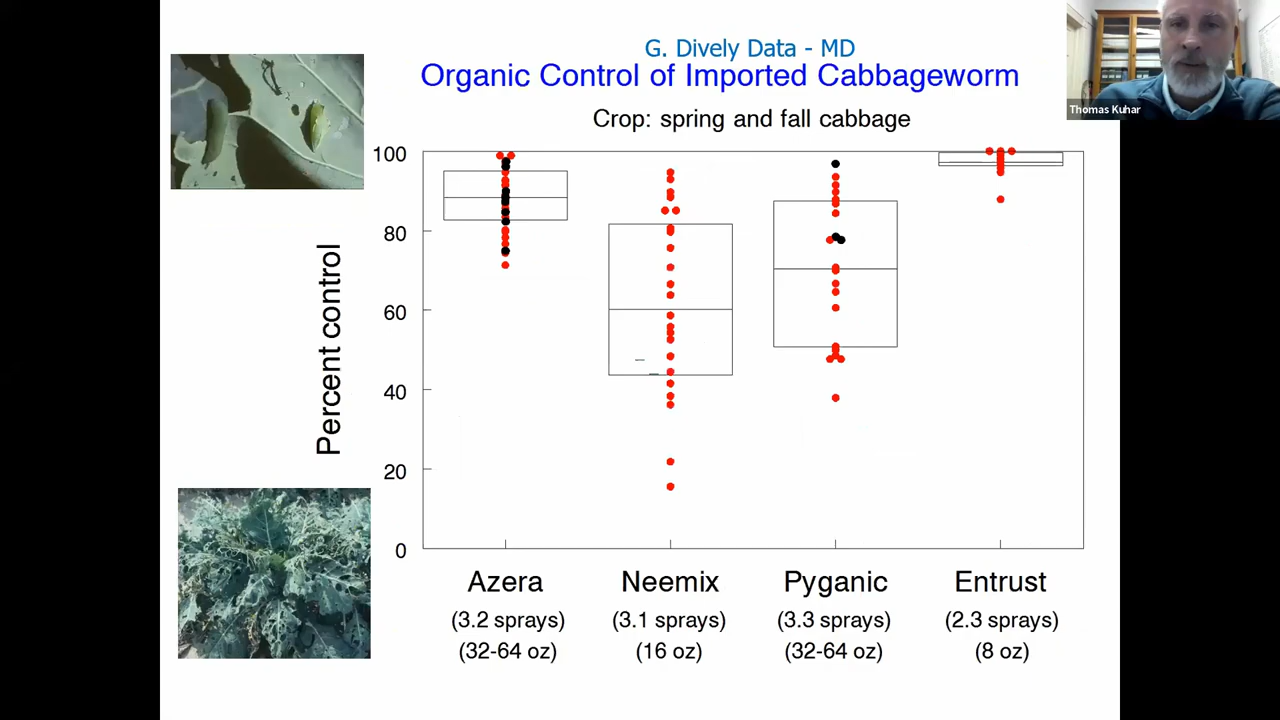 G. Dively Data - MD
Organic Control of Imported Cabbageworm
Crop: spring and fall cabbage
Thomas Kuhar
Percent control
100
80
60
40
20
0
Azera Neemix Pyganic Entrust
(3.2 sprays) (3.1 sprays) (3.3 sprays) (2.3 sprays)
(32-64 oz) (16 oz) (32-64 oz) (8 oz)